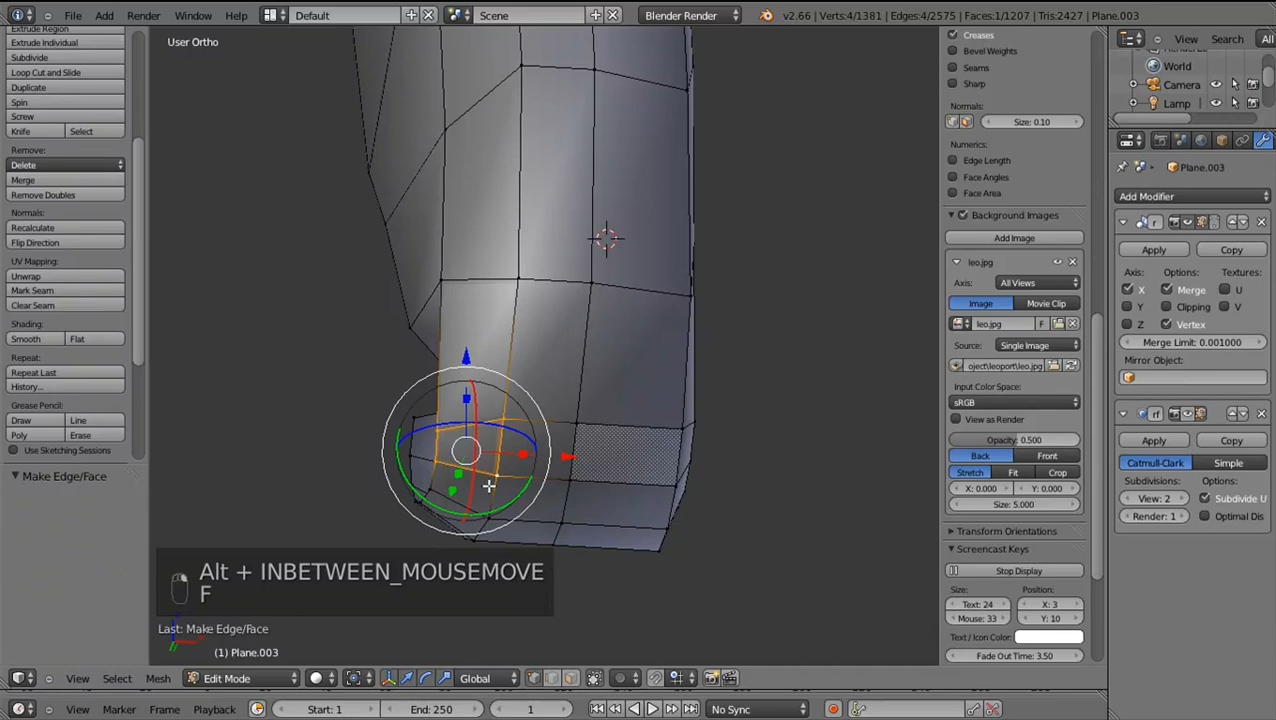 File Add Render Window Help Default Scene Blender Render v2.66 | Verts:4/1381 | Edges:4/2575 | Faces:1/1207 | Tris:2427 | Plane.003
Extrude Region
Extrude Individual
Subdivide
Loop Cut and Slide
Duplicate
Spin
Screw
Knife Select
Remove:
Delete
Merge
Remove Doubles
Normals:
Recalculate
Flip Direction
UV Mapping:
Unwrap
Mark Seam
Clear Seam
Shading:
Smooth Flat
Repeat:
Repeat Last
History...
Grease Pencil:
Draw Line
Poly Erase
Use Sketching Sessions
Make Edge/Face
User Ortho
Alt + INBETWEEN_MOUSEMOVE
F
Last: Make Edge/Face
(1) Plane.003
Creases
Bevel Weights
Seams
Sharp
Normals:
Size: 0.10
Numerics:
Edge Length
Face Angles
Face Area
Background Images
Add Image
leo.jpg
Axis: All Views
Image Movie Clip
leo.jpg F
Source: Single Image
oject\leoport\leo.jpg
Input Color Space:
sRGB
View as Render
Opacity: 0.500
Back Front
Stretch Fit Crop
X: 0.000 Y: 0.000
Size: 5.000
Transform Orientations
Screencast Keys
Stop Display
Size: Position:
Text: 24 X: 3
Mouse: 33 Y: 10
Text / Icon Color:
Fade Out Time: 3.50
View Search All
World
Camera
Lamp
Plane.003
Add Modifier
Apply Copy
Axis: Options: Textures:
X Merge U
Y Clipping V
Z Vertex
Merge Limit: 0.001000
Mirror Object:
Apply Copy
Catmull-Clark Simple
Subdivisions: Options:
View: 2 Subdivide U
Render: 1 Optimal Dis
View Select Mesh Edit Mode Global
View Marker Frame Playback Start: 1 End: 250 1 No Sync